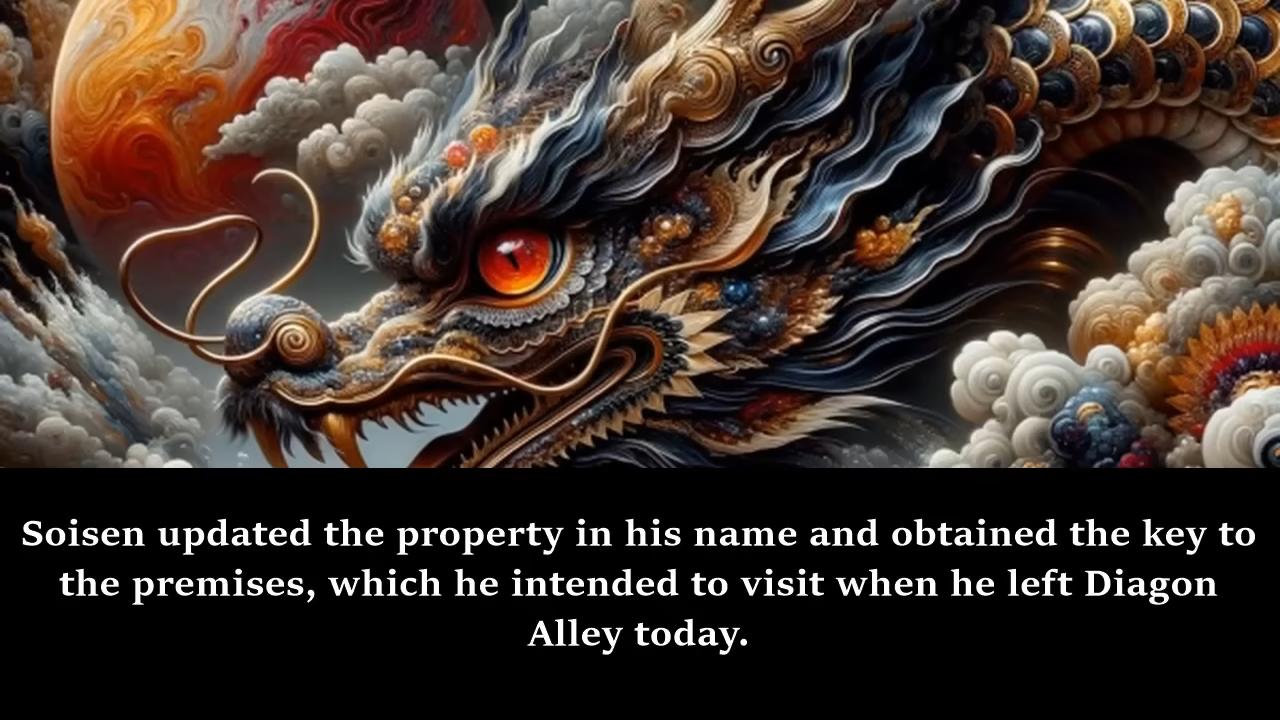 Soisen updated the property in his name and obtained the key to
the premises, which he intended to visit when he left Diagon
Alley today.